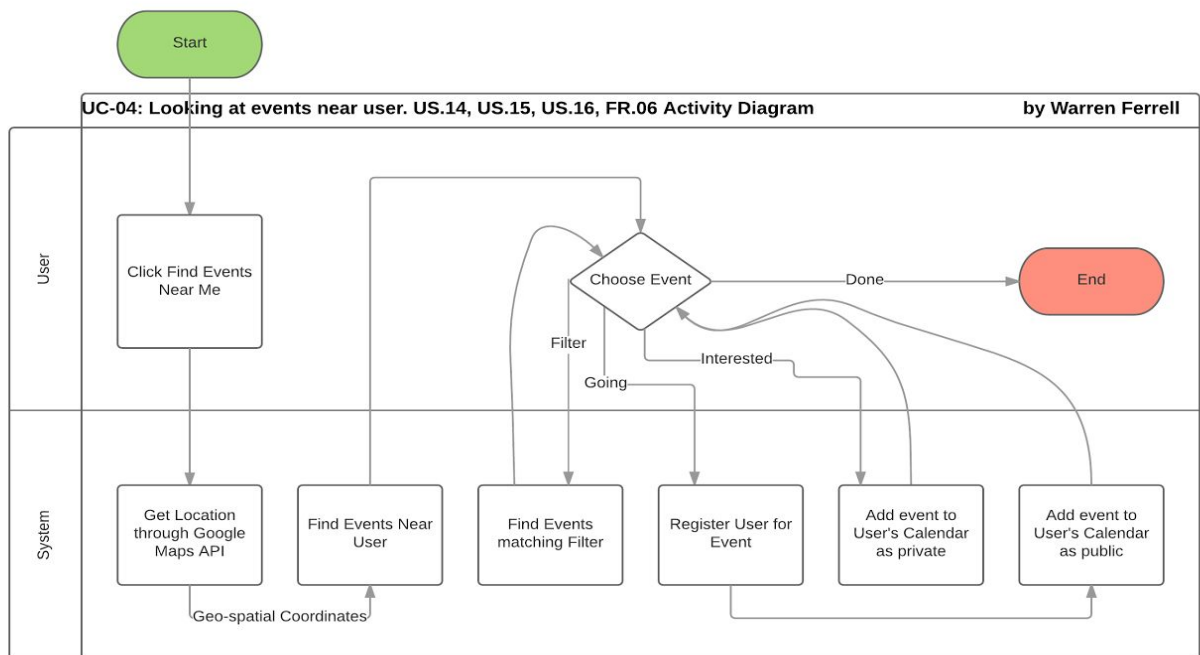 Start
UC-04: Looking at events near user. US.14, US.15, US.16, FR.06 Activity Diagram
by Warren Ferrell
User
Click Find Events
Near Me
Choose Event
Done
End
Filter
Interested
Going
System
Get Location
through Google
Maps API
Find Events Near
User
Find Events
matching Filter
Register User for
Event
Add event to
User's Calendar
as private
Add event to
User's Calendar
as public
Geo-spatial Coordinates